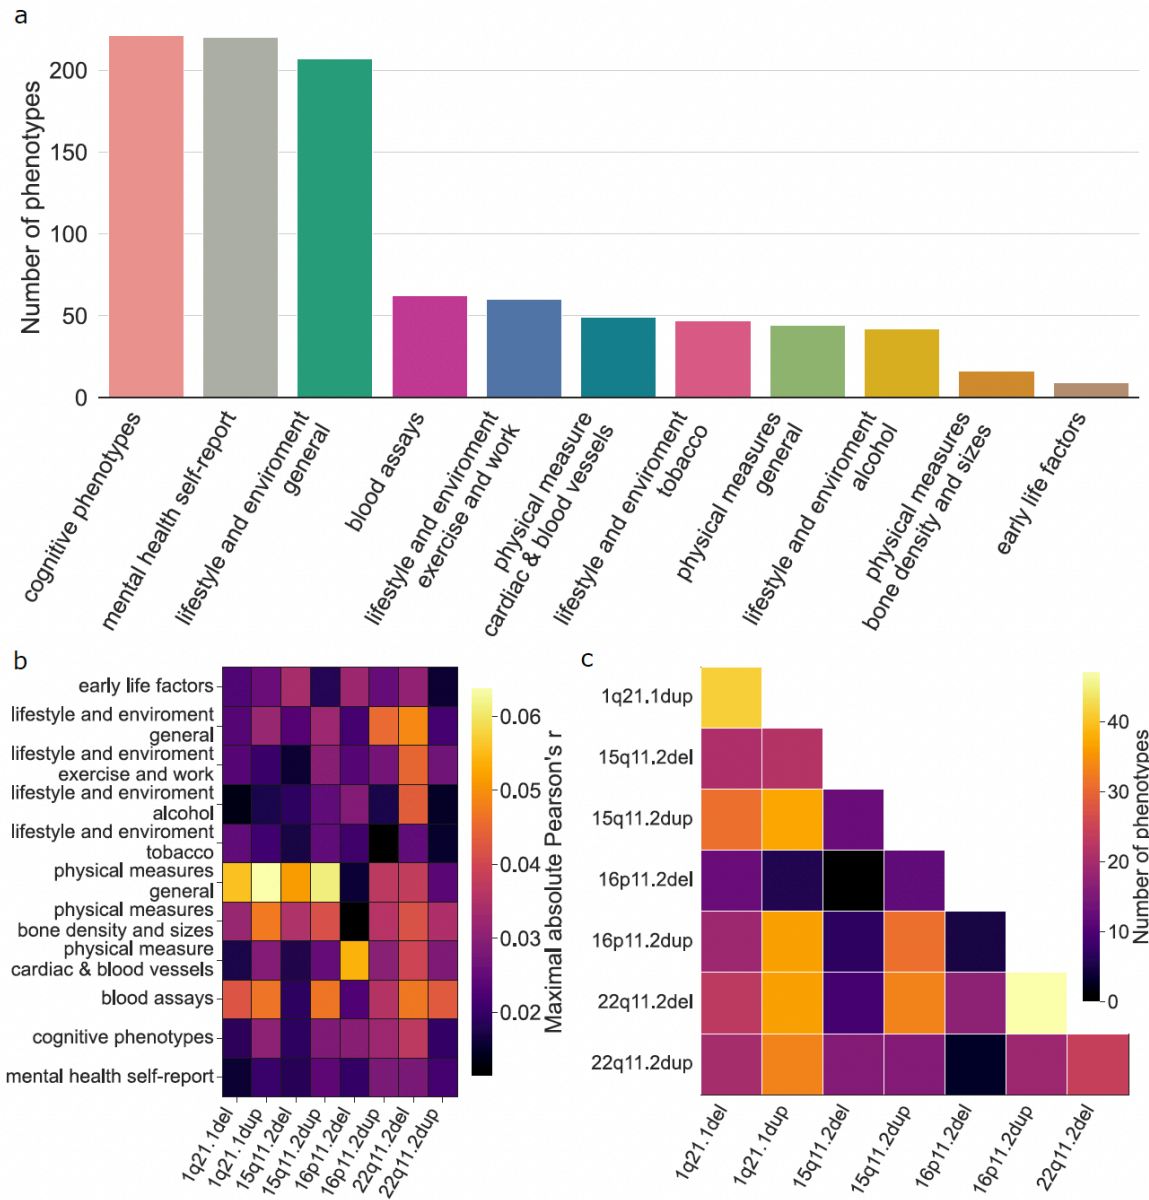 a
Number of phenotypes
200
150
100
50
0
cognitive phenotypes
mental health self-report
lifestyle and enviroment
general
blood assays
lifestyle and enviroment
exercise and work
physical measure
cardiac & blood vessels
lifestyle and enviroment
tobacco
physical measures
general
lifestyle and enviroment
alcohol
physical measures
bone density and sizes
early life factors
b
early life factors
lifestyle and enviroment
general
lifestyle and enviroment
exercise and work
lifestyle and enviroment
alcohol
lifestyle and enviroment
tobacco
physical measures
general
physical measures
bone density and sizes
physical measure
cardiac & blood vessels
blood assays
cognitive phenotypes
mental health self-report
1q21.1del
1q21.1dup
15q11.2del
15q11.2dup
16p11.2del
16p11.2dup
22q11.2del
22q11.2dup
0.06
0.05
0.04
0.03
0.02
Maximal absolute Pearson's r
c
1q21.1dup
15q11.2del
15q11.2dup
16p11.2del
16p11.2dup
22q11.2del
22q11.2dup
1q21.1del
1q21.1dup
15q11.2del
15q11.2dup
16p11.2del
16p11.2dup
22q11.2del
40
30
20
10
0
Number of phenotypes